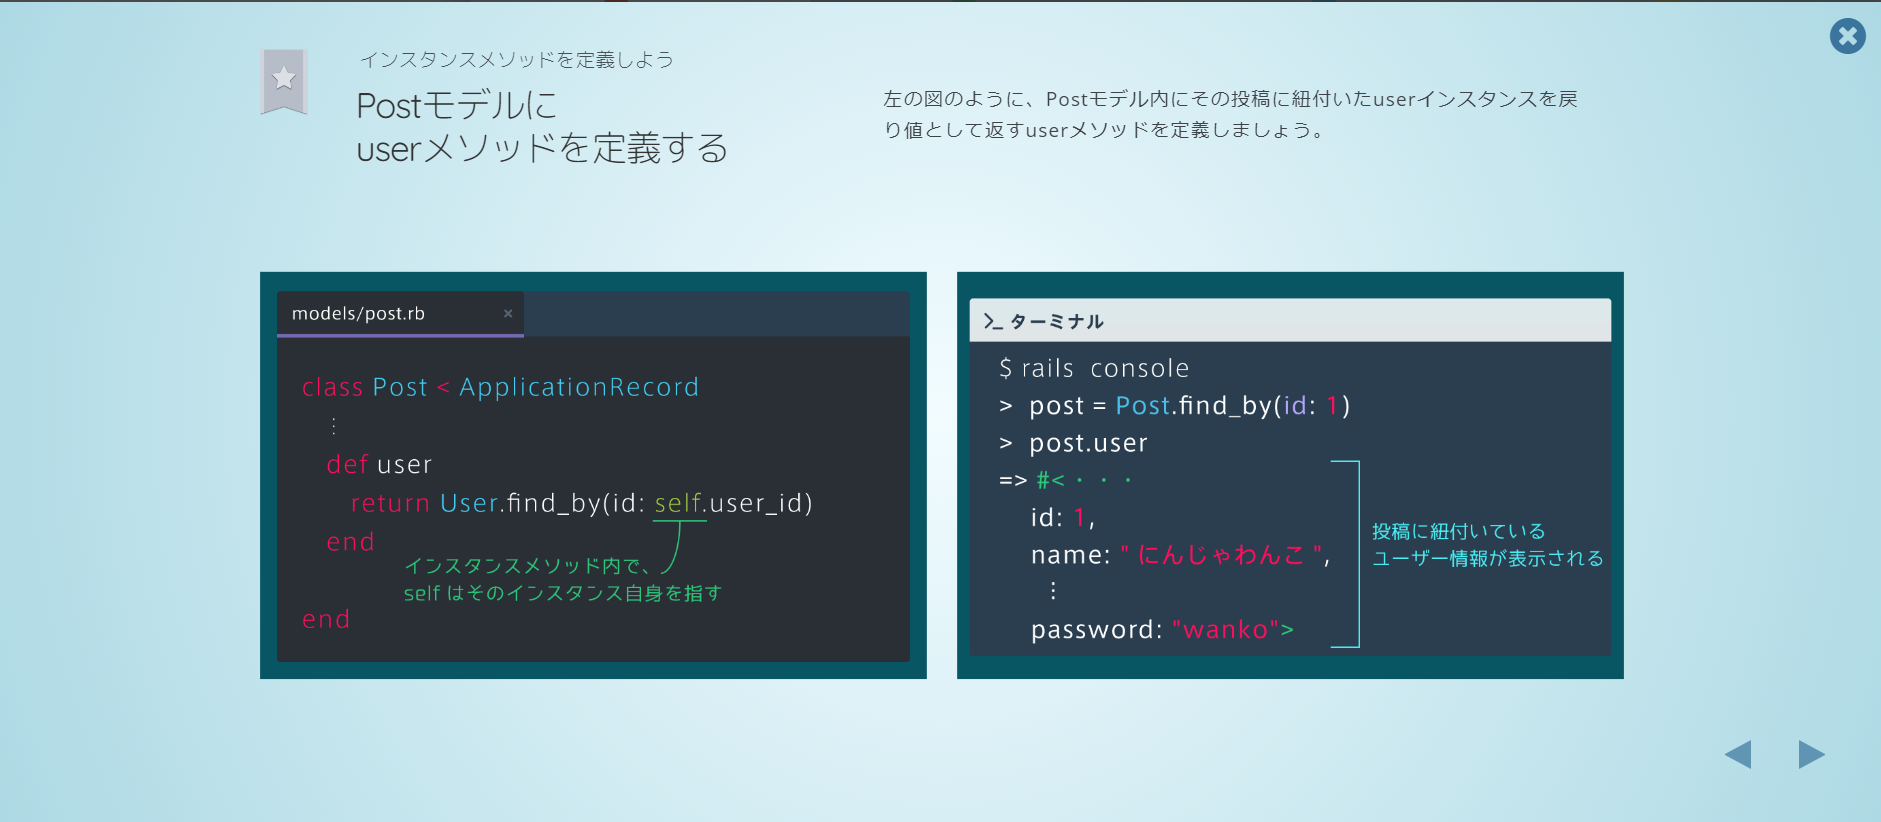 インスタンスメソッドを定義しよう
Postモデルに
userメソッドを定義する
左の図のように、Postモデル内にその投稿に紐付いたuserインスタンスを戻
り値として返すuserメソッドを定義しましょう。
models/post.rb ×
class Post < ApplicationRecord
⋮
def user
return User.find_by(id: self.user_id)
end
インスタンスメソッド内で、
self はそのインスタンス自身を指す
end
>_ ターミナル
$ rails console
> post = Post.find_by(id: 1)
> post.user
=> #< ・・・
id: 1,
name: " にんじゃわんこ ",
⋮
password: "wanko">
投稿に紐付いている
ユーザー情報が表示される